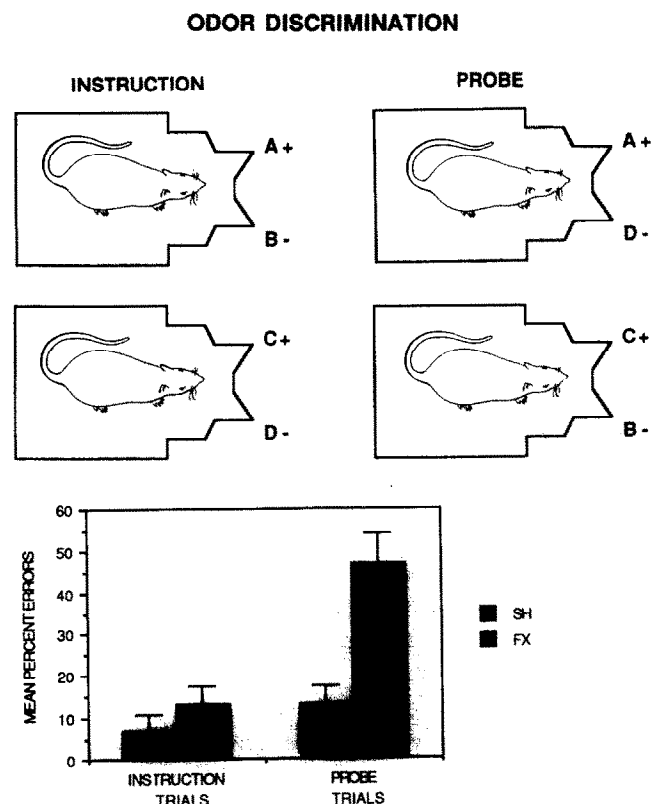 ODOR DISCRIMINATION
INSTRUCTION
PROBE
A +
B -
A +
D -
C +
D -
C +
B -
MEAN PERCENT ERRORS
60
50
40
30
20
10
0
INSTRUCTION
TRIALS
PROBE
TRIALS
SH
FX